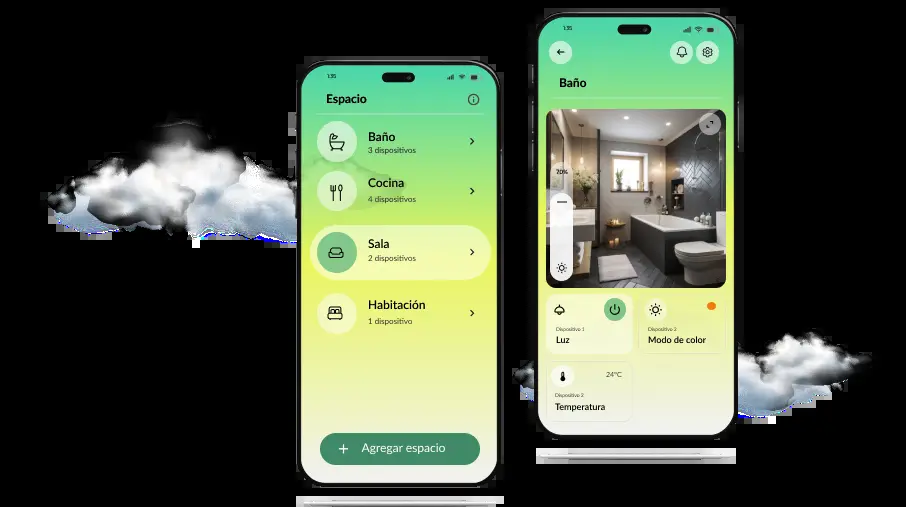 1:35
Espacio
Baño
3 dispositivos
Cocina
4 dispositivos
Sala
2 dispositivos
Habitación
1 dispositivo
+ Agregar espacio
1:35
Baño
70%
Dispositivo 1
Luz
Dispositivo 2
Modo de color
24°C
Dispositivo 3
Temperatura